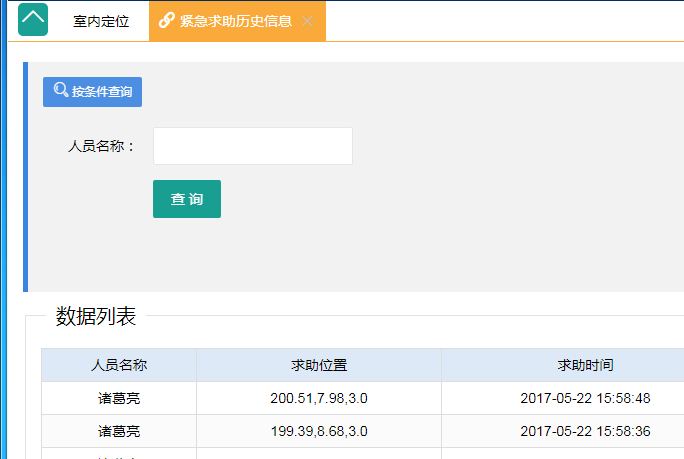 室内定位 紧急求助历史信息
按条件查询
人员名称：
查 询
数据列表
人员名称 求助位置 求助时间
诸葛亮 200.51,7.98,3.0 2017-05-22 15:58:48
诸葛亮 199.39,8.68,3.0 2017-05-22 15:58:36